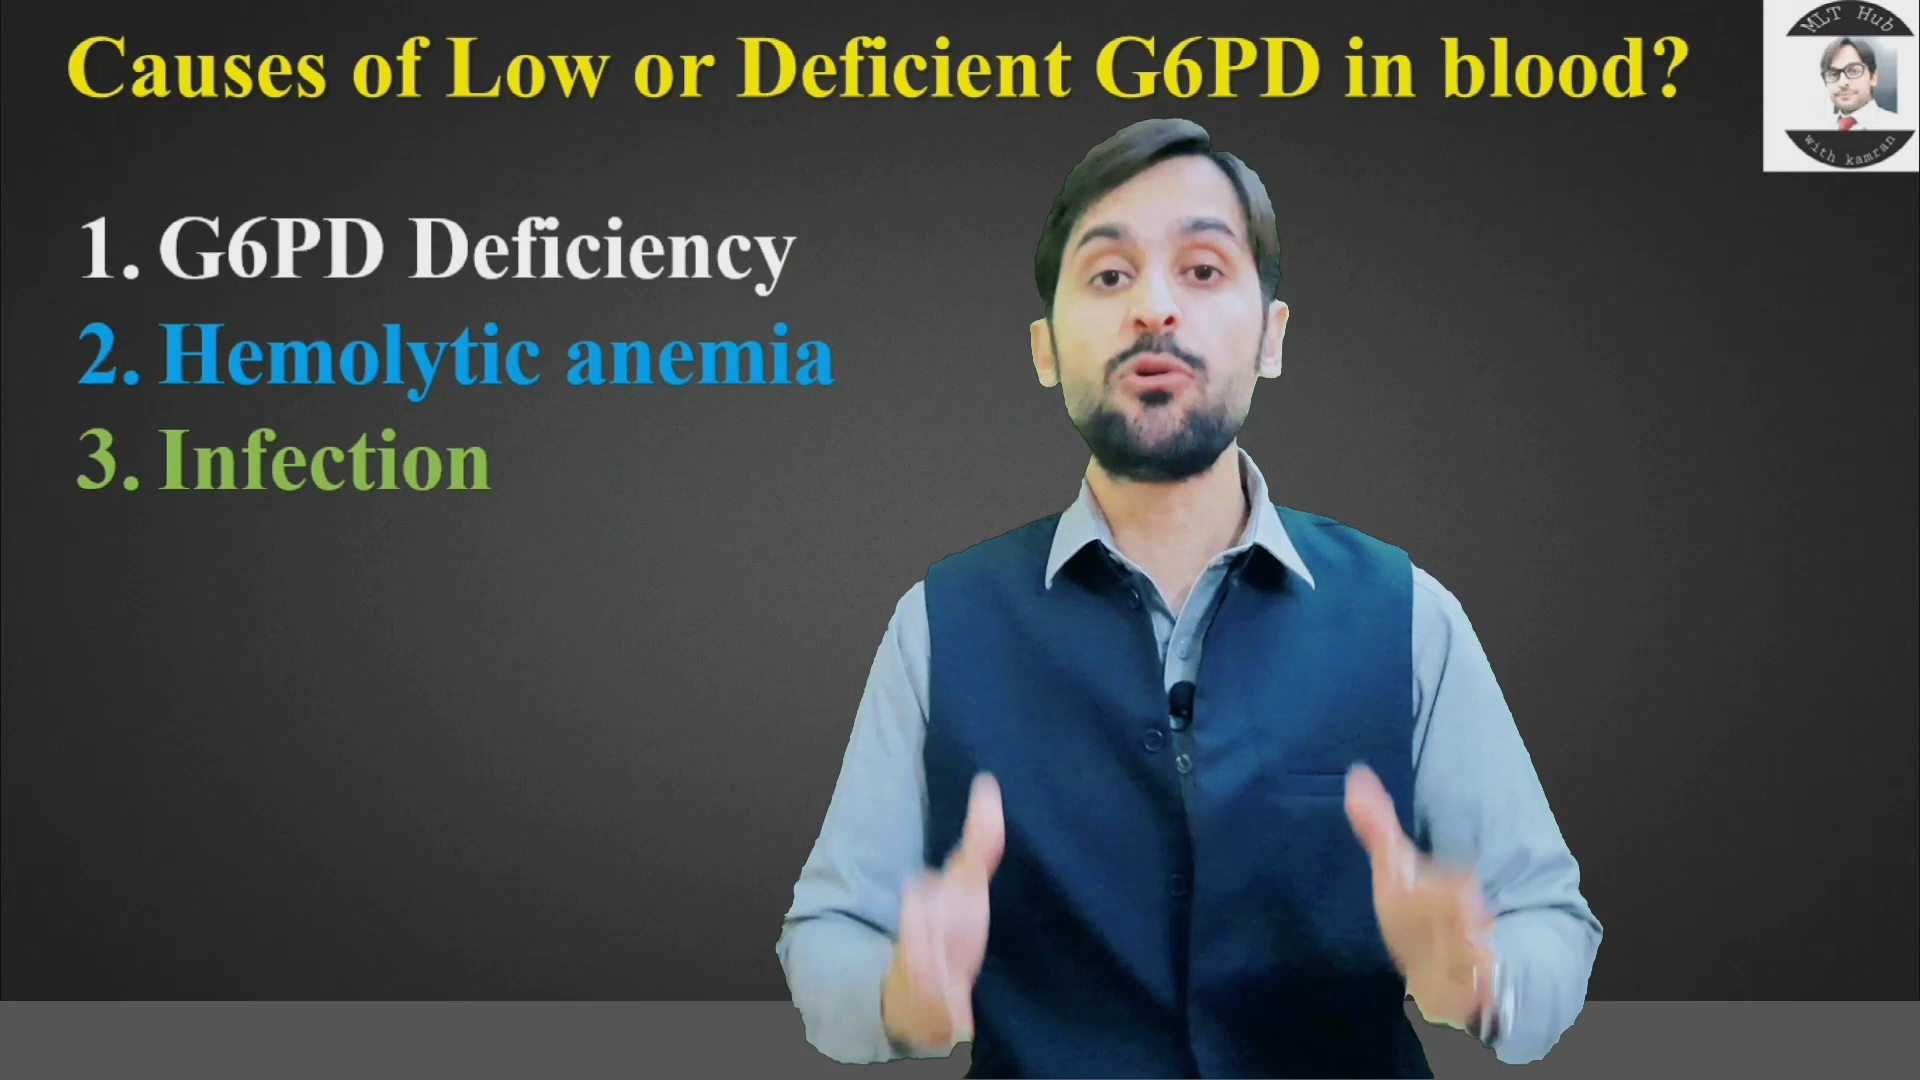 Causes of Low or Deficient G6PD in blood?
MLT Hub
with kamran
1. G6PD Deficiency
2. Hemolytic anemia
3. Infection